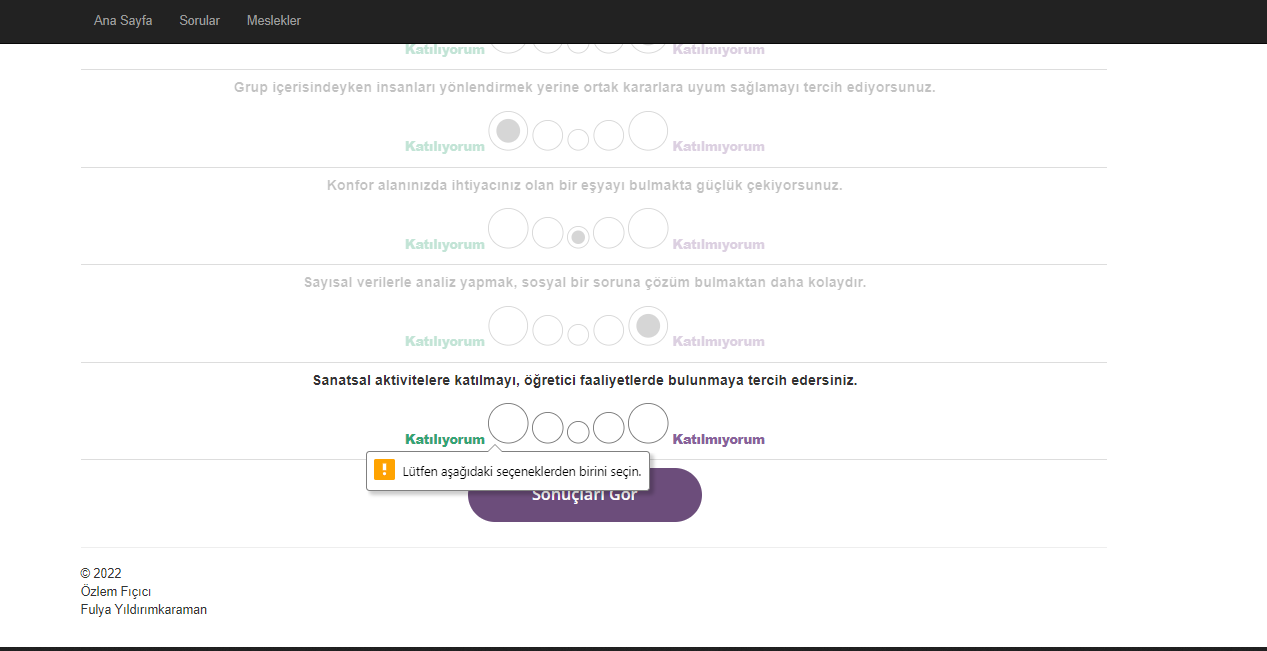 Ana Sayfa Sorular Meslekler
Katılıyorum Katılmıyorum
Grup içerisindeyken insanları yönlendirmek yerine ortak kararlara uyum sağlamayı tercih ediyorsunuz.
Katılıyorum Katılmıyorum
Konfor alanınızda ihtiyacınız olan bir eşyayı bulmakta güçlük çekiyorsunuz.
Katılıyorum Katılmıyorum
Sayısal verilerle analiz yapmak, sosyal bir soruna çözüm bulmaktan daha kolaydır.
Katılıyorum Katılmıyorum
Sanatsal aktivitelere katılmayı, öğretici faaliyetlerde bulunmaya tercih edersiniz.
Katılıyorum Katılmıyorum
! Lütfen aşağıdaki seçeneklerden birini seçin.
Sonuçları Gör
© 2022
Özlem Fıçıcı
Fulya Yıldırımkaraman